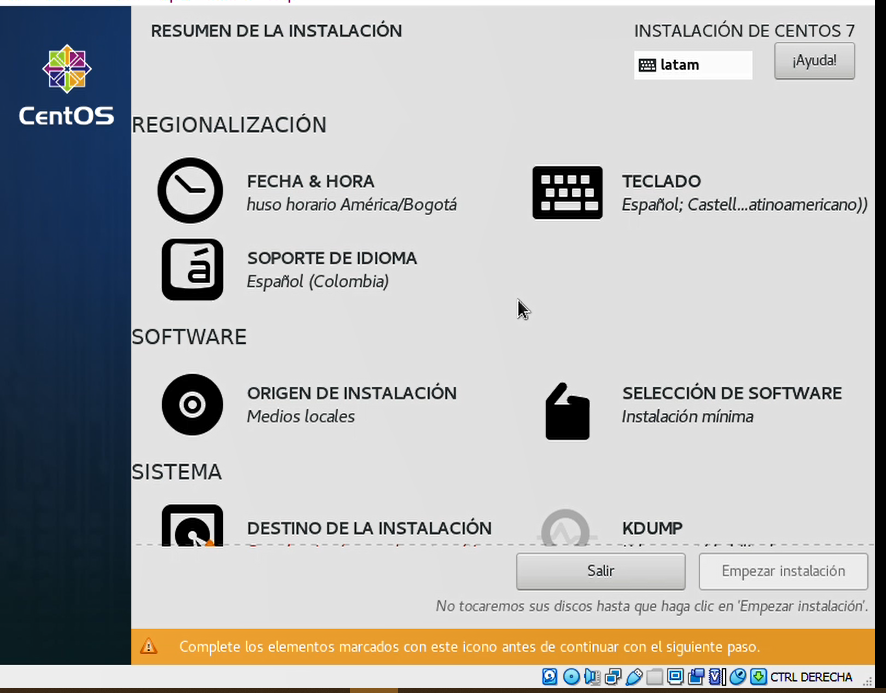 RESUMEN DE LA INSTALACIÓN
INSTALACIÓN DE CENTOS 7
latam
¡Ayuda!
CentOS
REGIONALIZACIÓN
FECHA & HORA
huso horario América/Bogotá
TECLADO
Español; Castell...atinoamericano))
SOPORTE DE IDIOMA
Español (Colombia)
SOFTWARE
ORIGEN DE INSTALACIÓN
Medios locales
SELECCIÓN DE SOFTWARE
Instalación mínima
SISTEMA
DESTINO DE LA INSTALACIÓN
KDUMP
Salir
Empezar instalación
No tocaremos sus discos hasta que haga clic en 'Empezar instalación'.
Complete los elementos marcados con este icono antes de continuar con el siguiente paso.
CTRL DERECHA